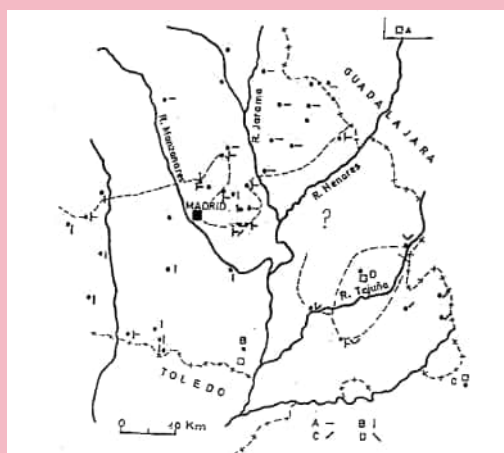 A
GUADALAJARA
R. Jarama
R. Manzanares
R. Henares
MADRID
?
D
R. Tajuña
B
TOLEDO
C
0 10 Km
A B
C D